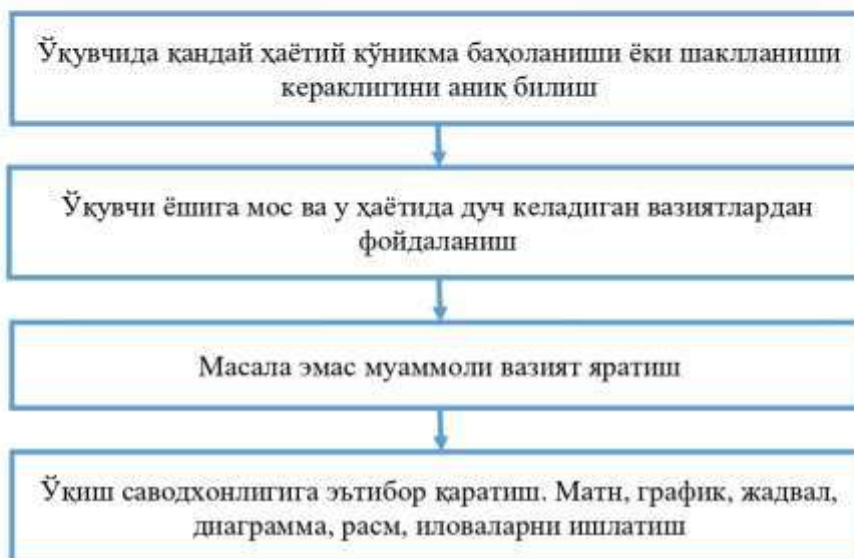 Ўқувчида қандай ҳаётий кўникма баҳоланиши ёки шаклланиши
кераклигини аниқ билиш
Ўқувчи ёшига мос ва у ҳаётида дуч келадиган вазиятлардан
фойдаланиш
Масала эмас муаммоли вазият яратиш
Ўқиш саводхонлигига эътибор қаратиш. Матн, график, жадвал,
диаграмма, расм, иловаларни ишлатиш